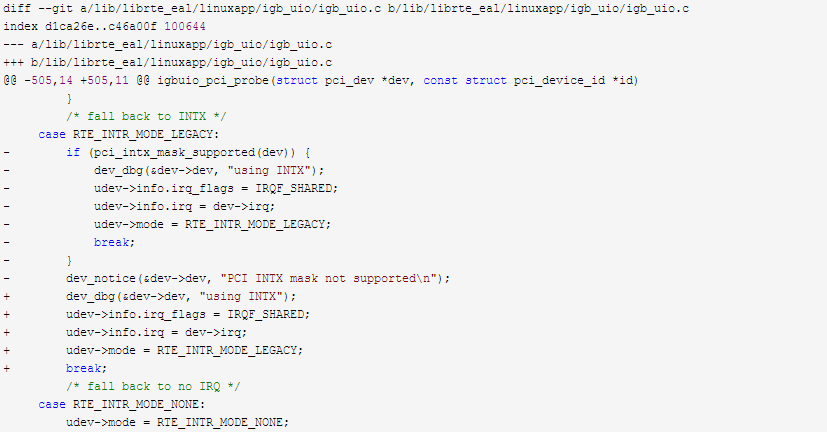 diff --git a/lib/librte_eal/linuxapp/igb_uio/igb_uio.c b/lib/librte_eal/linuxapp/igb_uio/igb_uio.c
index d1ca26e..c46a00f 100644
--- a/lib/librte_eal/linuxapp/igb_uio/igb_uio.c
+++ b/lib/librte_eal/linuxapp/igb_uio/igb_uio.c
@@ -505,14 +505,11 @@ igbuio_pci_probe(struct pci_dev *dev, const struct pci_device_id *id)
         }
         /* fall back to INTX */
     case RTE_INTR_MODE_LEGACY:
-        if (pci_intx_mask_supported(dev)) {
-            dev_dbg(&dev->dev, "using INTX");
-            udev->info.irq_flags = IRQF_SHARED;
-            udev->info.irq = dev->irq;
-            udev->mode = RTE_INTR_MODE_LEGACY;
-            break;
-        }
-        dev_notice(&dev->dev, "PCI INTX mask not supported\n");
+        dev_dbg(&dev->dev, "using INTX");
+        udev->info.irq_flags = IRQF_SHARED;
+        udev->info.irq = dev->irq;
+        udev->mode = RTE_INTR_MODE_LEGACY;
+        break;
         /* fall back to no IRQ */
     case RTE_INTR_MODE_NONE:
         udev->mode = RTE_INTR_MODE_NONE;